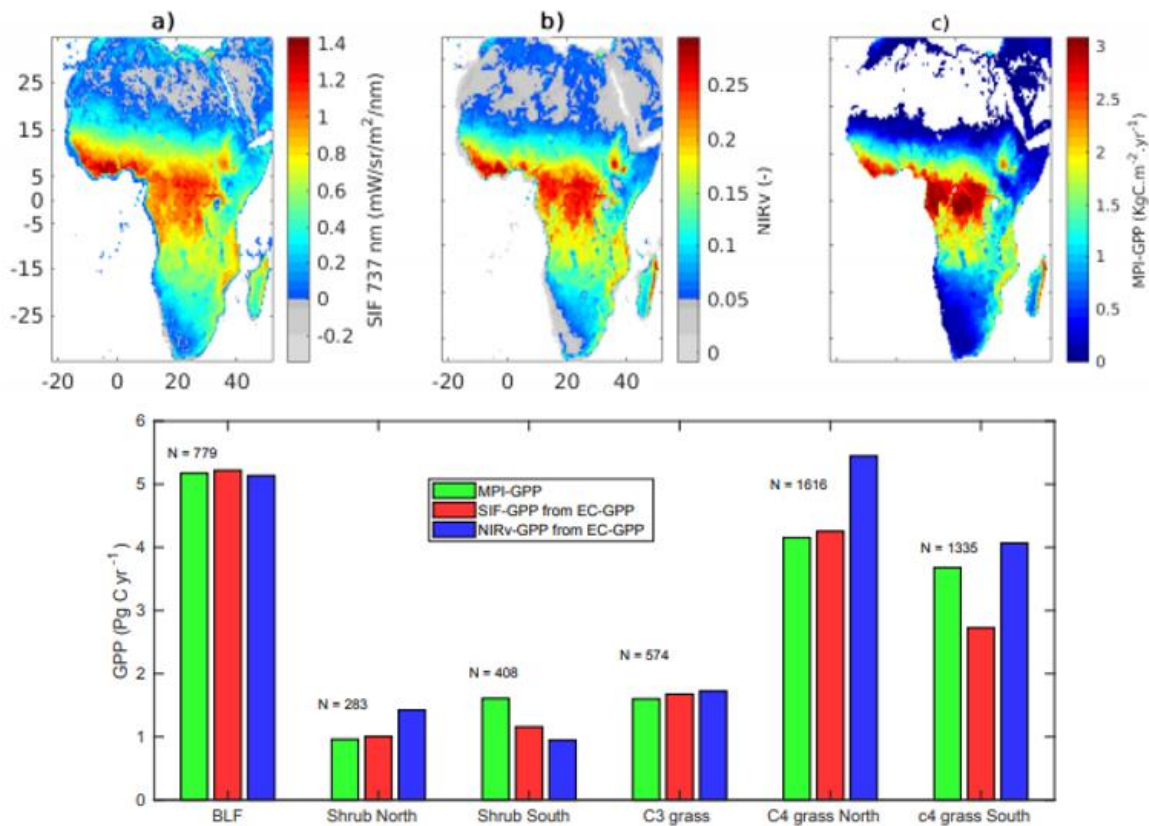 a)
b)
c)
25
15
5
0
-5
-15
-25
-20 0 20 40
1.4
1.2
1
0.8
0.6
0.4
0.2
0
-0.2
SIF 737 nm (mW/sr/m²/nm)
-20 0 20 40
0.25
0.2
0.15
0.1
0.05
0
NIRv (-)
3
2.5
2
1.5
1
0.5
0
MPI-GPP (KgC.m⁻².yr⁻¹)
GPP (Pg C yr⁻¹)
6
5
4
3
2
1
0
N = 779
N = 283
N = 408
N = 574
N = 1616
N = 1335
MPI-GPP
SIF-GPP from EC-GPP
NIRv-GPP from EC-GPP
BLF Shrub North Shrub South C3 grass C4 grass North c4 grass South